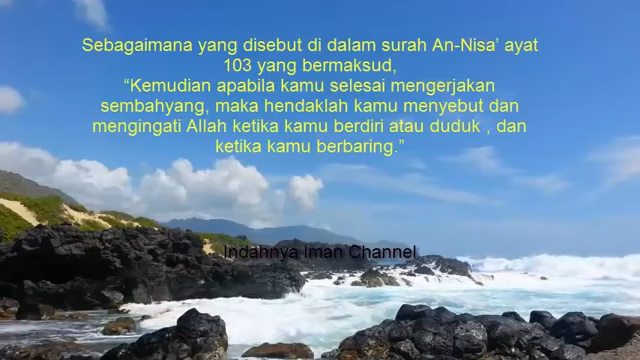 Sebagaimana yang disebut di dalam surah An-Nisa’ ayat
103 yang bermaksud,
“Kemudian apabila kamu selesai mengerjakan
sembahyang, maka hendaklah kamu menyebut dan
mengingati Allah ketika kamu berdiri atau duduk , dan
ketika kamu berbaring.”
Indahnya Iman Channel